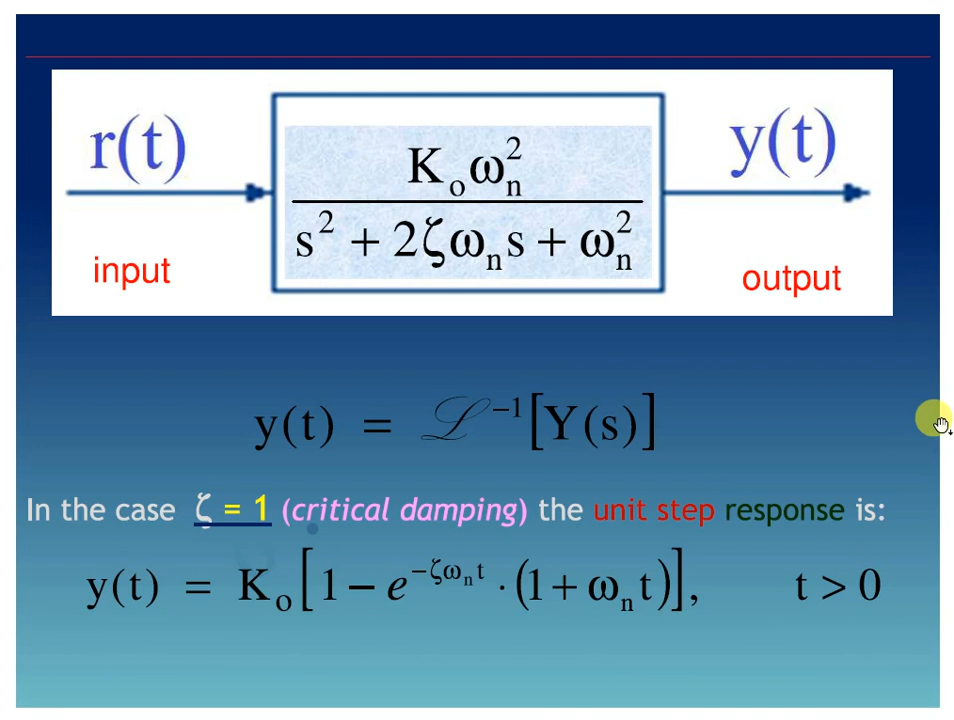 r(t)
K₀ωₙ²
y(t)
s² + 2ζωₙs + ωₙ²
input
output
y(t) = ℒ⁻¹[Y(s)]
In the case ζ = 1 (critical damping) the unit step response is:
y(t) = K₀[1 − e^(−ζωₙt) · (1 + ωₙt)], t > 0